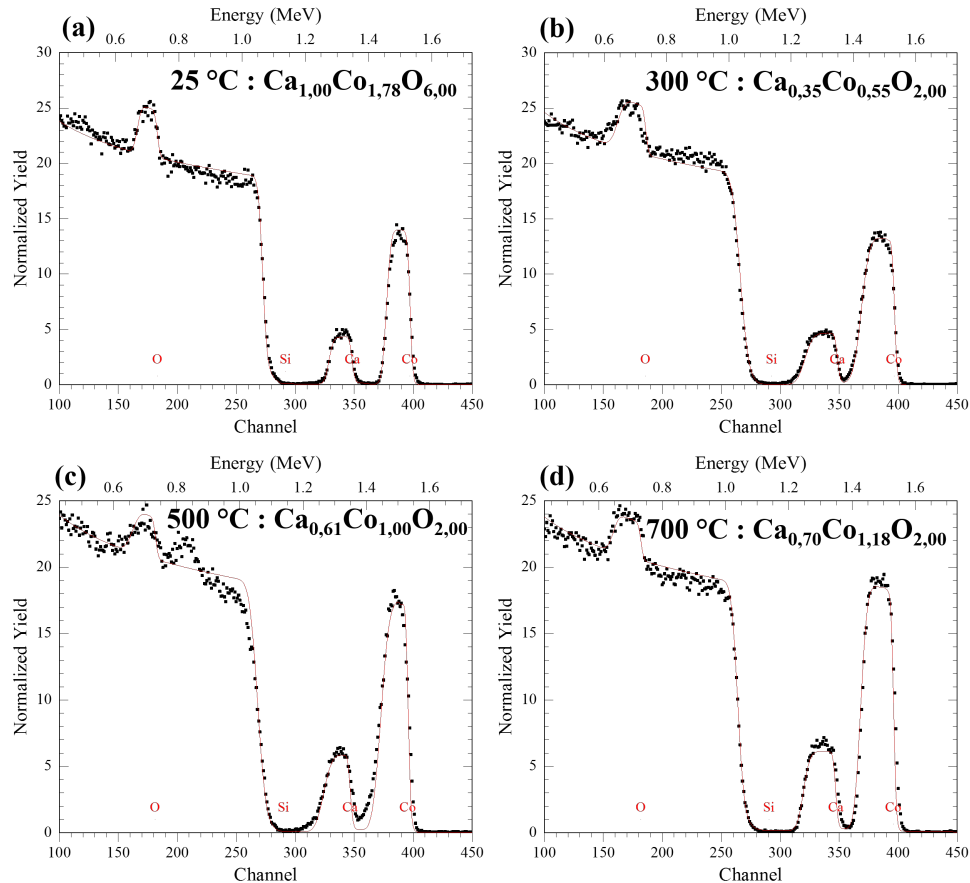 Energy (MeV)
(a)
0.6 0.8 1.0 1.2 1.4 1.6
25 °C : Ca1,00Co1,78O6,00
Normalized Yield
30
25
20
15
10
5
0
O Si Ca Co
100 150 200 250 300 350 400 450
Channel
Energy (MeV)
(b)
0.4 0.6 0.8 1.0 1.2 1.4 1.6
300 °C : Ca0,35Co0,55O2,00
Normalized Yield
30
25
20
15
10
5
0
O Si Ca Co
100 150 200 250 300 350 400 450
Channel
Energy (MeV)
(c)
0.6 0.8 1.0 1.2 1.4 1.6
500 °C : Ca0,61Co1,00O2,00
Normalized Yield
25
20
15
10
5
0
O Si Ca Co
100 150 200 250 300 350 400 450
Channel
Energy (MeV)
(d)
0.4 0.6 0.8 1.0 1.2 1.4 1.6
700 °C : Ca0,70Co1,18O2,00
Normalized Yield
25
20
15
10
5
0
O Si Ca Co
100 150 200 250 300 350 400 450
Channel